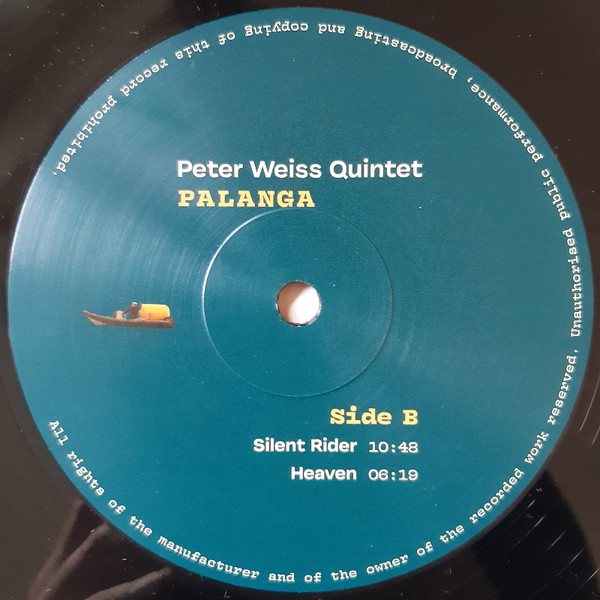 Peter Weiss Quintet
PALANGA
Side B
Silent Rider 10:48
Heaven 06:19
All rights of the manufacturer and of the owner of the recorded work reserved. Unauthorised public performance, broadcasting and copying of this record prohibited.